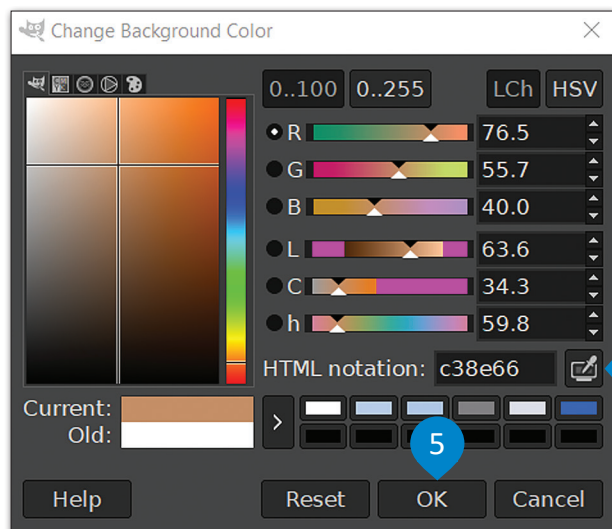 Change Background Color
0..100 0..255 LCh HSV
R 76.5
G 55.7
B 40.0
L 63.6
C 34.3
h 59.8
HTML notation: c38e66
Current:
Old:
>
5
Help Reset OK Cancel